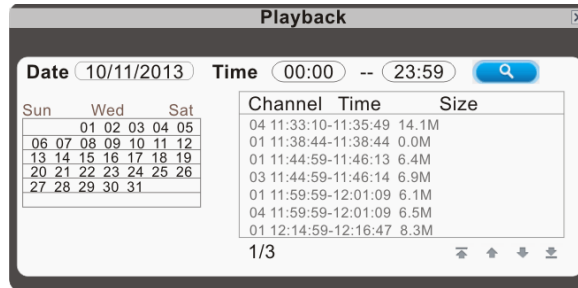 Playback
Date 10/11/2013 Time 00:00 -- 23:59
Sun Wed Sat
01 02 03 04 05
06 07 08 09 10 11 12
13 14 15 16 17 18 19
20 21 22 23 24 25 26
27 28 29 30 31
Channel Time Size
04 11:33:10-11:35:49 14.1M
01 11:38:44-11:38:44 0.0M
01 11:44:59-11:46:13 6.4M
03 11:44:59-11:46:14 6.9M
01 11:59:59-12:01:09 6.1M
04 11:59:59-12:01:09 6.5M
01 12:14:59-12:16:47 8.3M
1/3